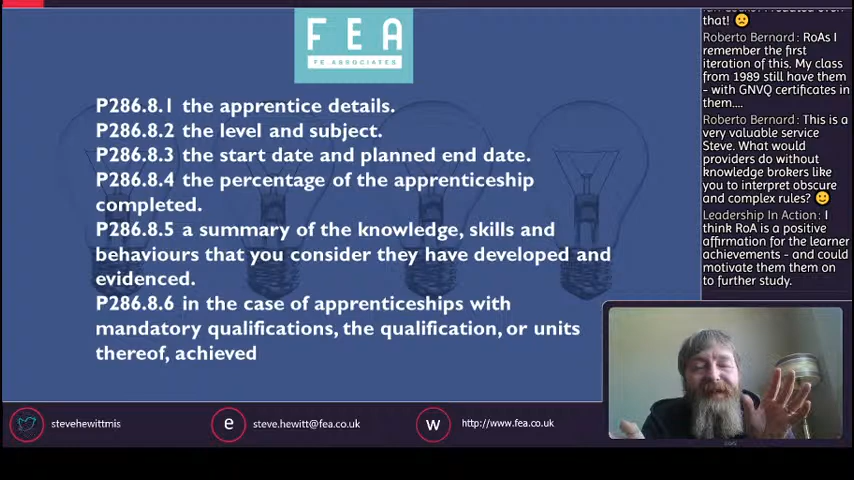 FEA
FE ASSOCIATES
P286.8.1 the apprentice details.
P286.8.2 the level and subject.
P286.8.3 the start date and planned end date.
P286.8.4 the percentage of the apprenticeship
completed.
P286.8.5 a summary of the knowledge, skills and
behaviours that you consider they have developed and
evidenced.
P286.8.6 in the case of apprenticeships with
mandatory qualifications, the qualification, or units
thereof, achieved
that! 🙁
Roberto Bernard: RoAs I
remember the first
iteration of this. My class
from 1989 still have them
- with GNVQ certificates in
them....
Roberto Bernard: This is a
very valuable service
Steve. What would
providers do without
knowledge brokers like
you to interpret obscure
and complex rules? 🙂
Leadership In Action: I
think RoA is a positive
affirmation for the learner
achievements - and could
motivate them them on
to further study.
stevehewittmis
e
steve.hewitt@fea.co.uk
w
http://www.fea.co.uk